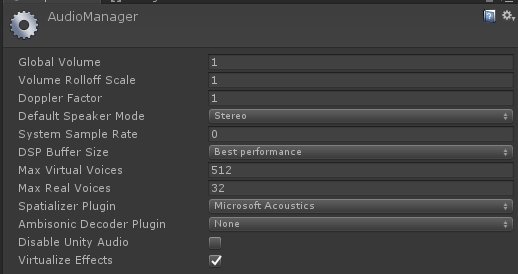 AudioManager
Global Volume 1
Volume Rolloff Scale 1
Doppler Factor 1
Default Speaker Mode Stereo
System Sample Rate 0
DSP Buffer Size Best performance
Max Virtual Voices 512
Max Real Voices 32
Spatializer Plugin Microsoft Acoustics
Ambisonic Decoder Plugin None
Disable Unity Audio
Virtualize Effects